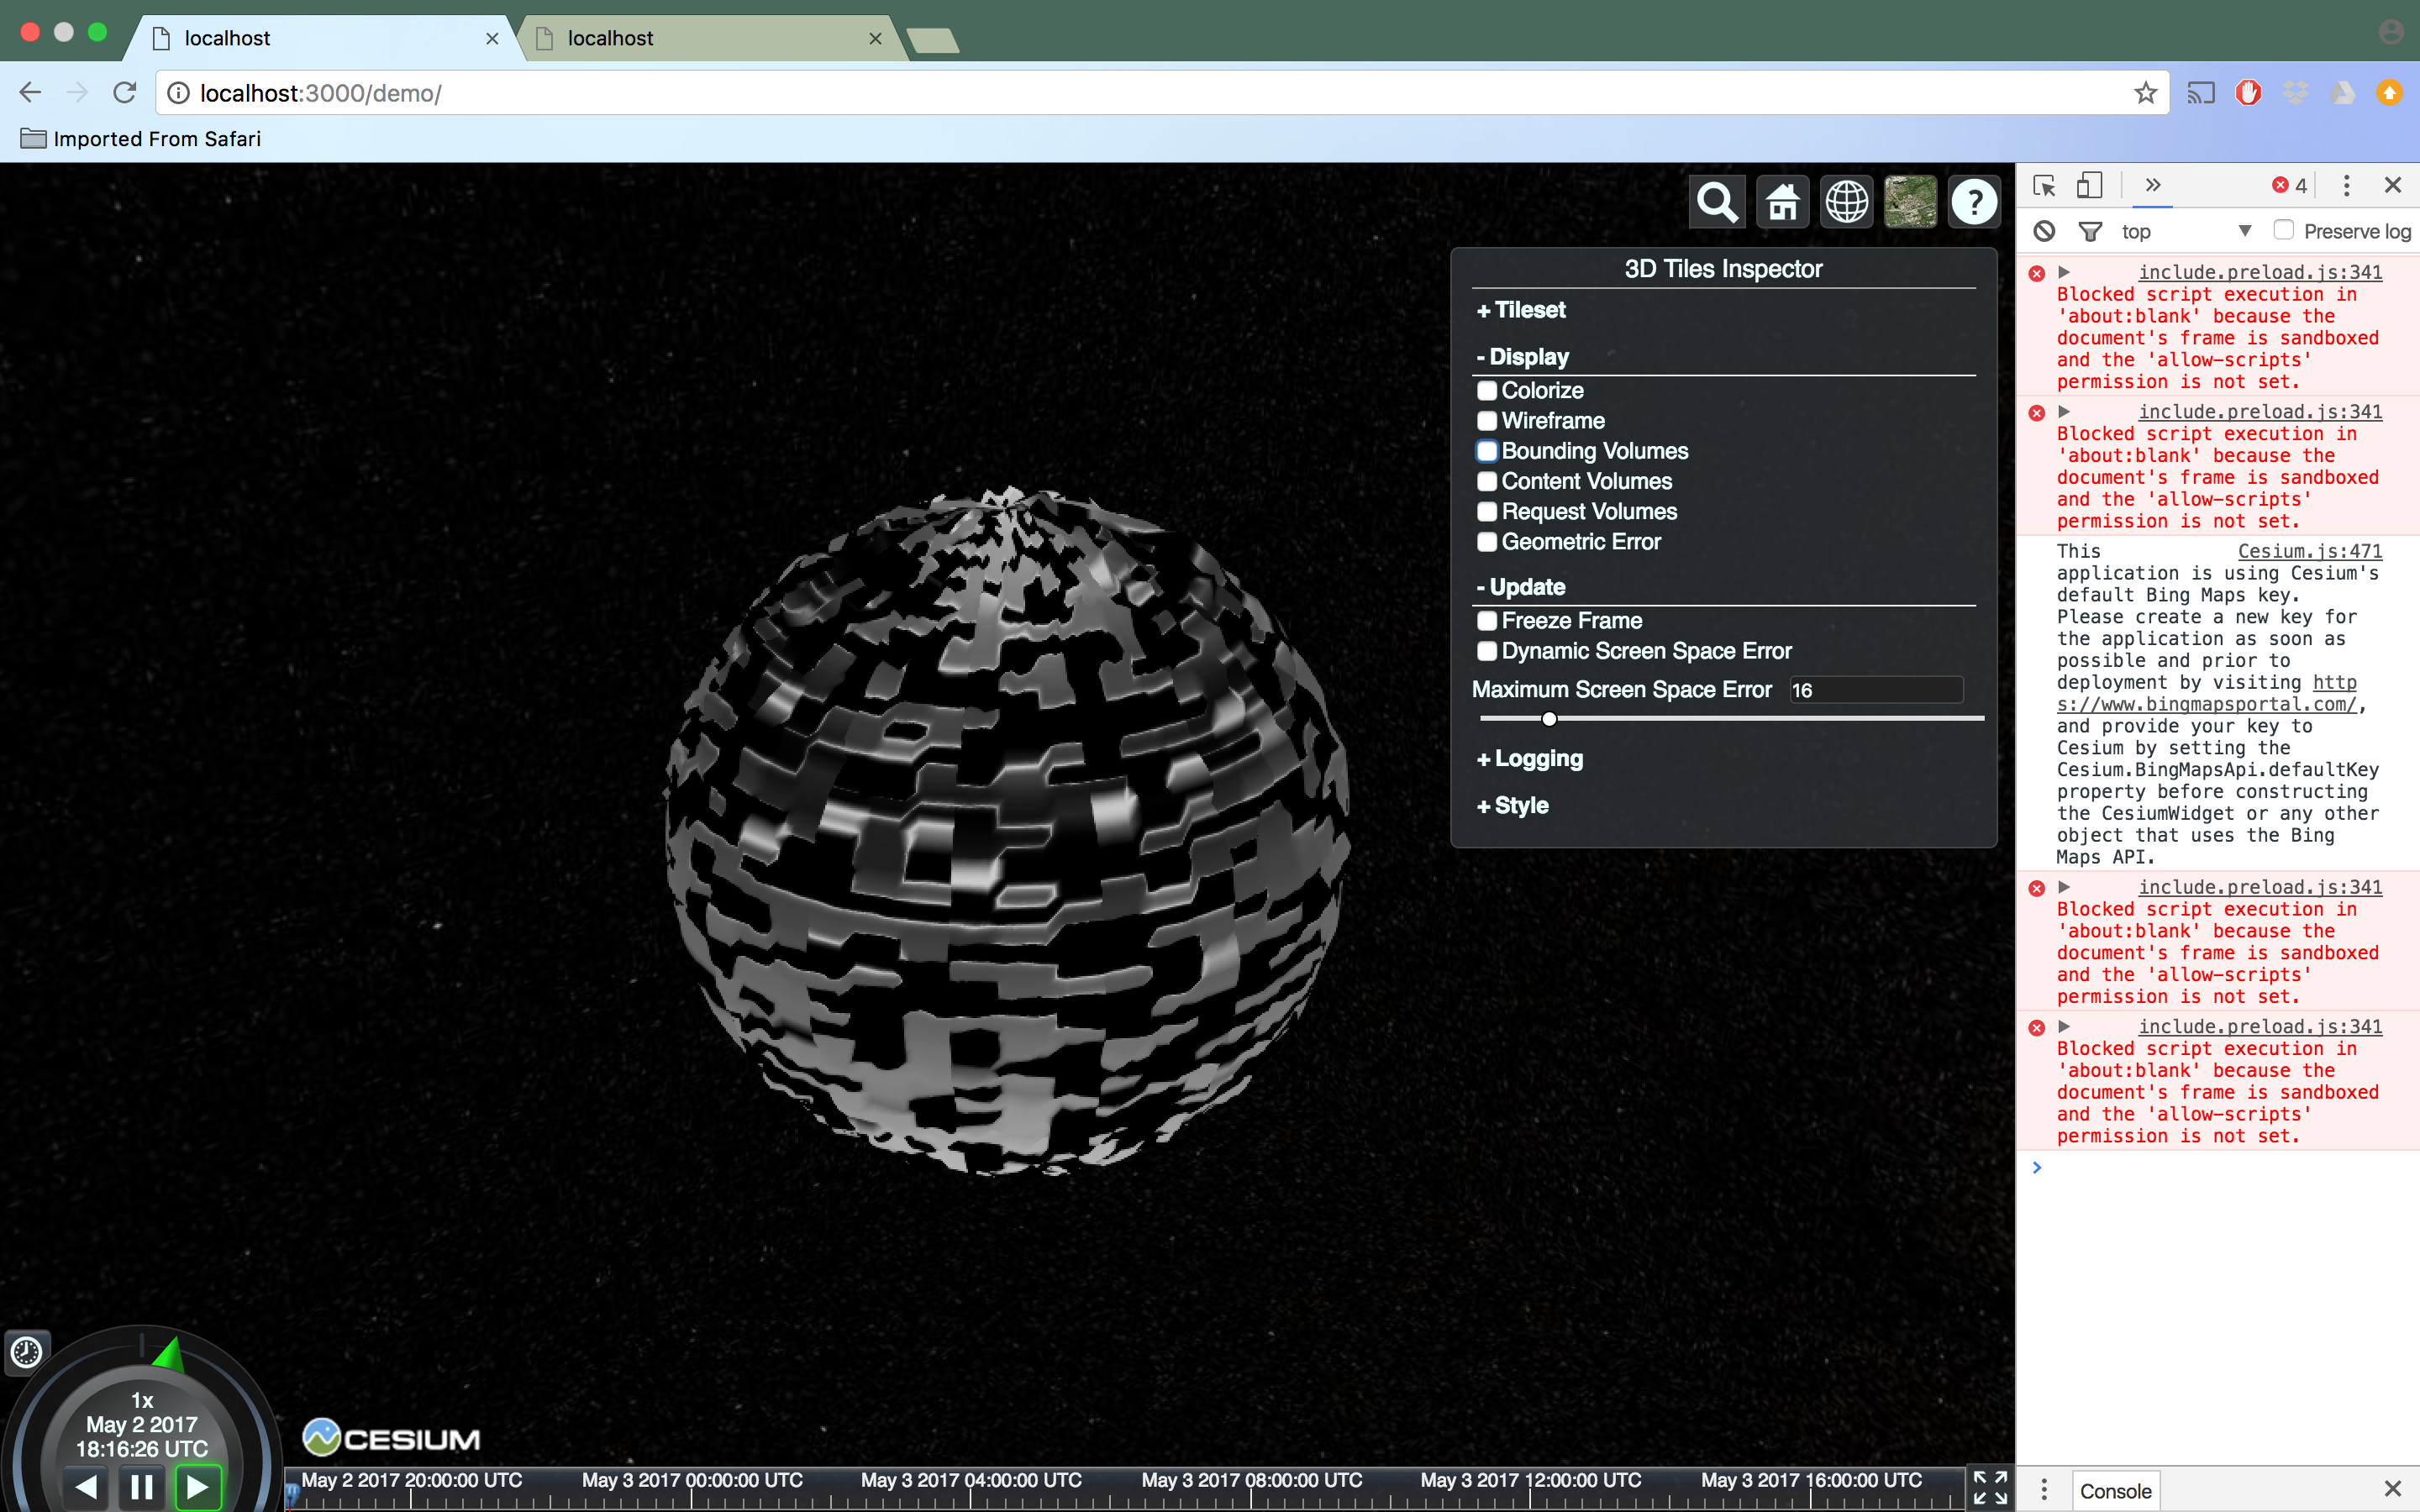 localhost
localhost
localhost:3000/demo/
Imported From Safari
3D Tiles Inspector
+ Tileset
- Display
Colorize
Wireframe
Bounding Volumes
Content Volumes
Request Volumes
Geometric Error
- Update
Freeze Frame
Dynamic Screen Space Error
Maximum Screen Space Error 16
+ Logging
+ Style
1x
May 2 2017
18:16:26 UTC
CESIUM
May 2 2017 20:00:00 UTC
May 3 2017 00:00:00 UTC
May 3 2017 04:00:00 UTC
May 3 2017 08:00:00 UTC
May 3 2017 12:00:00 UTC
May 3 2017 16:00:00 UTC
4
top
Preserve log
include.preload.js:341
Blocked script execution in
'about:blank' because the
document's frame is sandboxed
and the 'allow-scripts'
permission is not set.
include.preload.js:341
Blocked script execution in
'about:blank' because the
document's frame is sandboxed
and the 'allow-scripts'
permission is not set.
This Cesium.js:471
application is using Cesium's
default Bing Maps key.
Please create a new key for
the application as soon as
possible and prior to
deployment by visiting http
s://www.bingmapsportal.com/,
and provide your key to
Cesium by setting the
Cesium.BingMapsApi.defaultKey
property before constructing
the CesiumWidget or any other
object that uses the Bing
Maps API.
include.preload.js:341
Blocked script execution in
'about:blank' because the
document's frame is sandboxed
and the 'allow-scripts'
permission is not set.
include.preload.js:341
Blocked script execution in
'about:blank' because the
document's frame is sandboxed
and the 'allow-scripts'
permission is not set.
Console